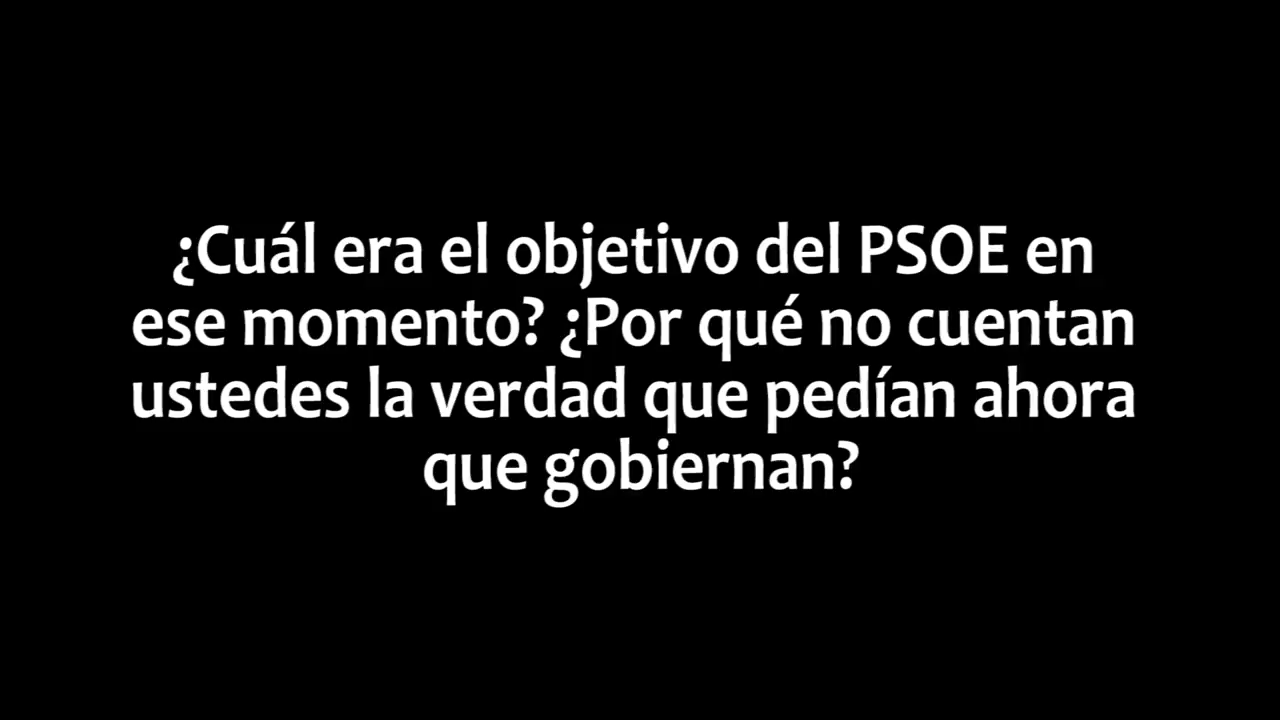 ¿Cuál era el objetivo del PSOE en
ese momento? ¿Por qué no cuentan
ustedes la verdad que pedían ahora
que gobiernan?